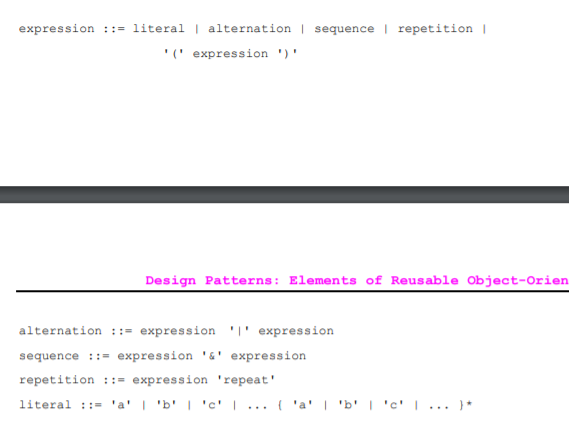 expression ::= literal | alternation | sequence | repetition |
'(' expression ')'
Design Patterns: Elements of Reusable Object-Orien
alternation ::= expression '|' expression
sequence ::= expression '&' expression
repetition ::= expression 'repeat'
literal ::= 'a' | 'b' | 'c' | ... { 'a' | 'b' | 'c' | ... }*